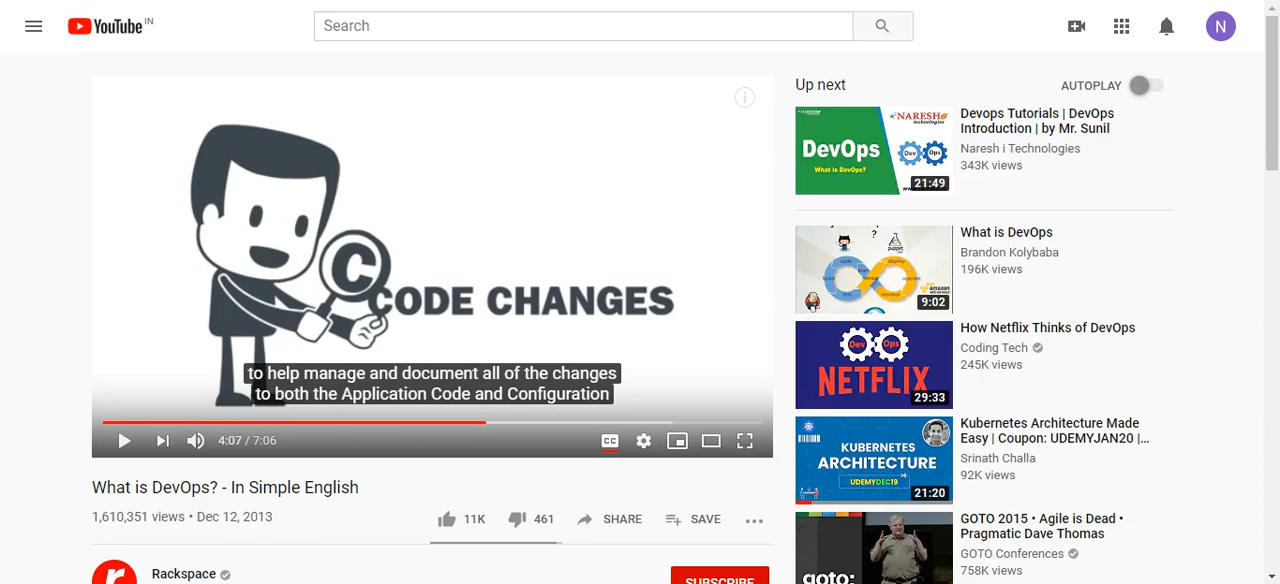 YouTube IN
Search
N
CODE CHANGES
to help manage and document all of the changes
to both the Application Code and Configuration
4:07 / 7:06
CC
What is DevOps? - In Simple English
1,610,351 views • Dec 12, 2013
11K
461
SHARE
SAVE
Rackspace
SUBSCRIBE
Up next
AUTOPLAY
NARESH
technologies
DevOps
What is DevOps?
Dev
Ops
21:49
Devops Tutorials | DevOps
Introduction | by Mr. Sunil
Naresh i Technologies
343K views
9:02
What is DevOps
Brandon Kolybaba
196K views
Dev
Ops
NETFLIX
29:33
How Netflix Thinks of DevOps
Coding Tech
245K views
KUBERNETES
ARCHITECTURE
UDEMYDEC19
21:20
Kubernetes Architecture Made
Easy | Coupon: UDEMYJAN20 |...
Srinath Challa
92K views
goto;
GOTO 2015 • Agile is Dead •
Pragmatic Dave Thomas
GOTO Conferences
758K views